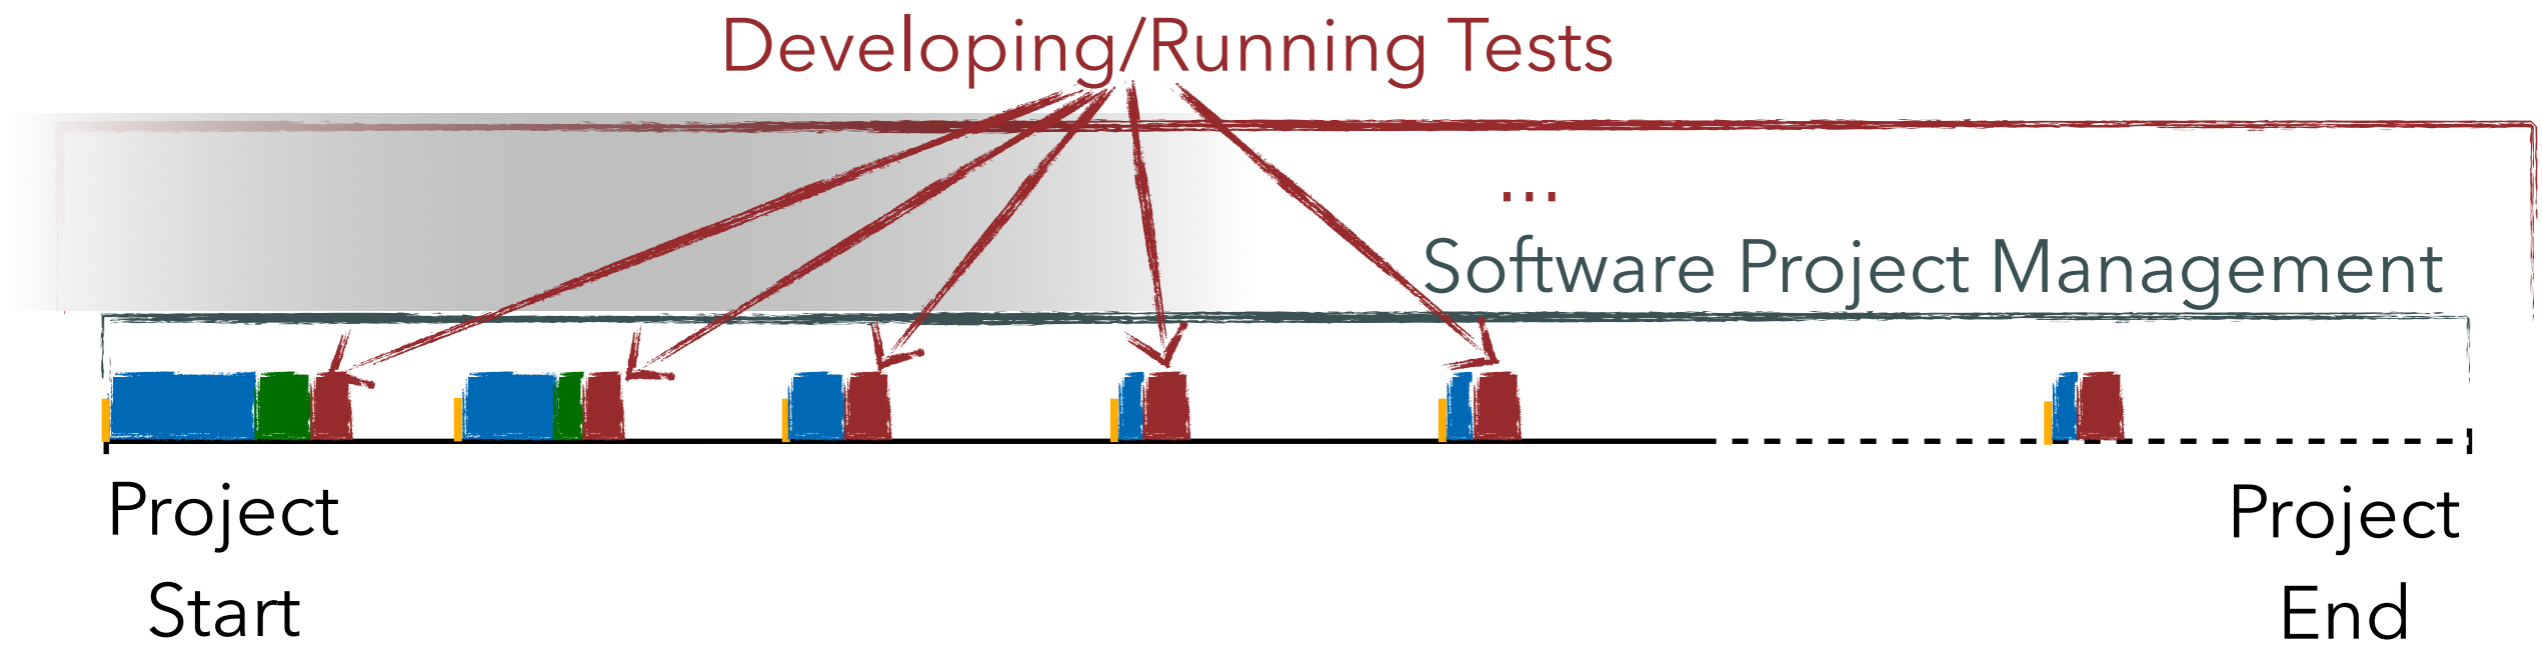 Developing/Running Tests
...
Software Project Management
Project Start
Project End